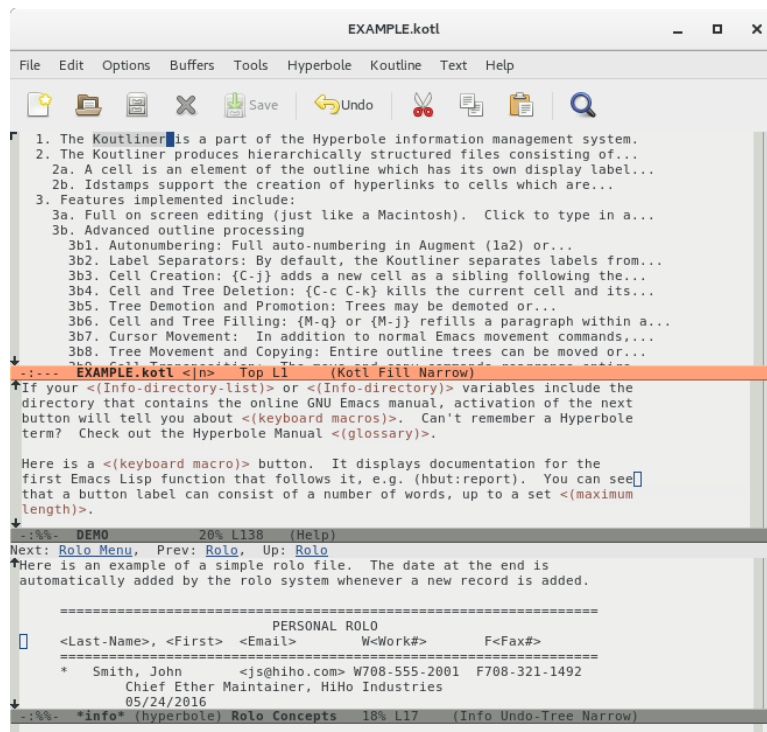 EXAMPLE.kotl
File Edit Options Buffers Tools Hyperbole Koutline Text Help
Save Undo
1. The Koutliner is a part of the Hyperbole information management system.
2. The Koutliner produces hierarchically structured files consisting of...
2a. A cell is an element of the outline which has its own display label...
2b. Idstamps support the creation of hyperlinks to cells which are...
3. Features implemented include:
3a. Full on screen editing (just like a Macintosh).  Click to type in a...
3b. Advanced outline processing
3b1. Autonumbering: Full auto-numbering in Augment (1a2) or...
3b2. Label Separators: By default, the Koutliner separates labels from...
3b3. Cell Creation: {C-j} adds a new cell as a sibling following the...
3b4. Cell and Tree Deletion: {C-c C-k} kills the current cell and its...
3b5. Tree Demotion and Promotion: Trees may be demoted or...
3b6. Cell and Tree Filling: {M-q} or {M-j} refills a paragraph within a...
3b7. Cursor Movement:  In addition to normal Emacs movement commands,...
3b8. Tree Movement and Copying: Entire outline trees can be moved or...
-:---  EXAMPLE.kotl <|n>   Top L1     (Kotl Fill Narrow)
If your <(Info-directory-list)> or <(Info-directory)> variables include the
directory that contains the online GNU Emacs manual, activation of the next
button will tell you about <(keyboard macros)>.  Can't remember a Hyperbole
term?  Check out the Hyperbole Manual <(glossary)>.
Here is a <(keyboard macro)> button.  It displays documentation for the
first Emacs Lisp function that follows it, e.g. (hbut:report).  You can see
that a button label can consist of a number of words, up to a set <(maximum
length)>.
-:%%-  DEMO           20% L138   (Help)
Next: Rolo Menu,  Prev: Rolo,  Up: Rolo
Here is an example of a simple rolo file.  The date at the end is
automatically added by the rolo system whenever a new record is added.
==================================================================
PERSONAL ROLO
<Last-Name>, <First>  <Email>        W<Work#>       F<Fax#>
==================================================================
*   Smith, John       <js@hiho.com> W708-555-2001  F708-321-1492
Chief Ether Maintainer, HiHo Industries
05/24/2016
-:%%-  *info* (hyperbole) Rolo Concepts   18% L17    (Info Undo-Tree Narrow)